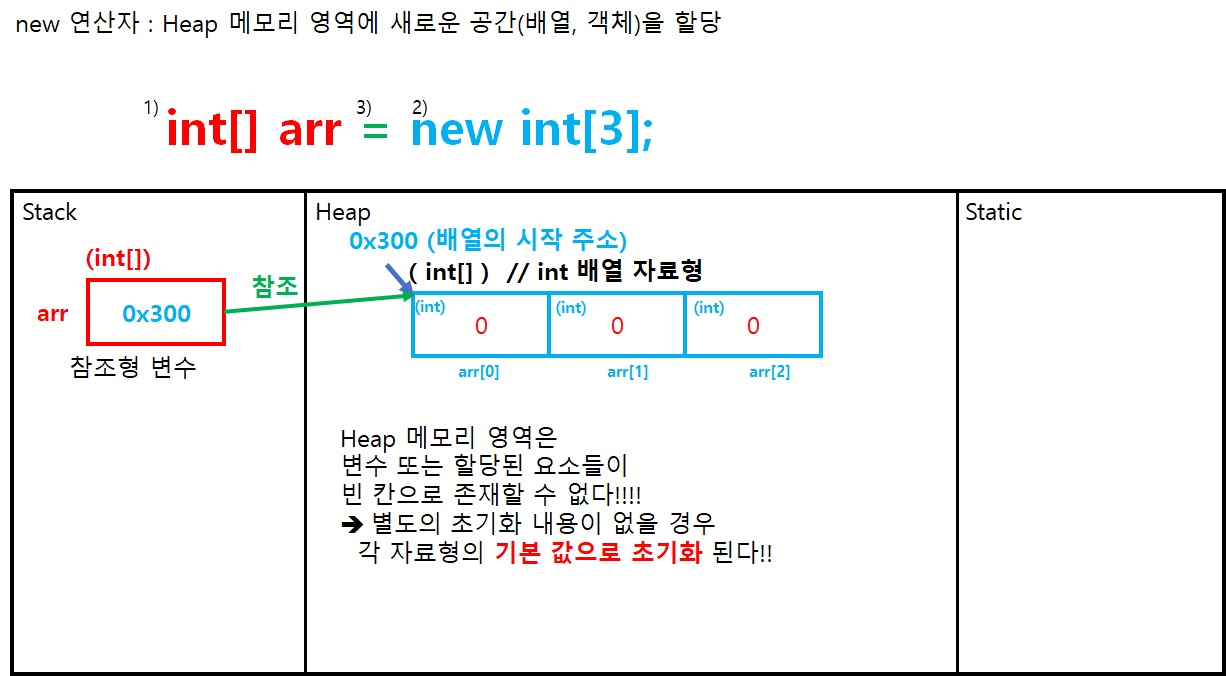 new 연산자 : Heap 메모리 영역에 새로운 공간(배열, 객체)을 할당
1) int[] arr 3) = 2) new int[3];
Stack
Heap
Static
0x300 (배열의 시작 주소)
(int[])
( int[] ) // int 배열 자료형
참조
arr
0x300
(int) 0
(int) 0
(int) 0
참조형 변수
arr[0]
arr[1]
arr[2]
Heap 메모리 영역은
변수 또는 할당된 요소들이
빈 칸으로 존재할 수 없다!!!!
➔ 별도의 초기화 내용이 없을 경우
각 자료형의 기본 값으로 초기화 된다!!